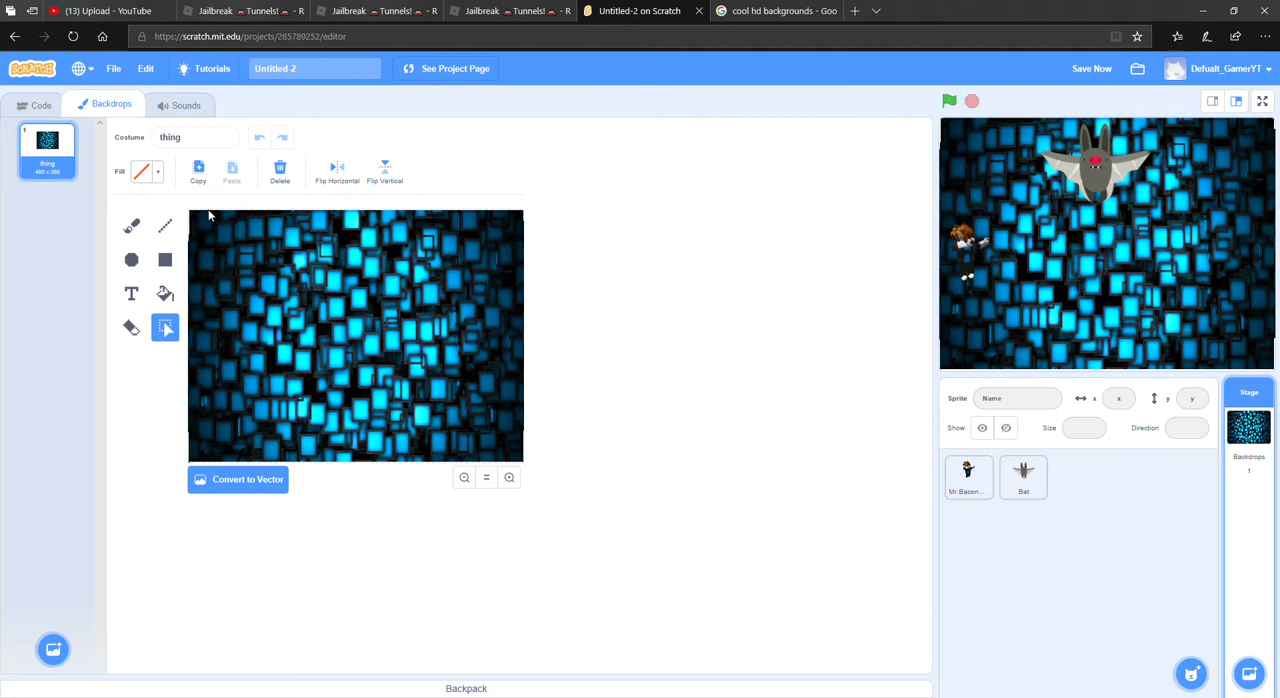 (13) Upload - YouTube
Jailbreak 🚗Tunnels!🚗 - R
Jailbreak 🚗Tunnels!🚗 - R
Jailbreak 🚗Tunnels!🚗 - R
Untitled-2 on Scratch
cool hd backgrounds - Goo
https://scratch.mit.edu/projects/285789252/editor
SCRATCH
File
Edit
Tutorials
Untitled-2
See Project Page
Save Now
Defualt_GamerYT
Code
Backdrops
Sounds
1
thing
480 x 360
Costume
thing
Fill
Copy
Paste
Delete
Flip Horizontal
Flip Vertical
T
Convert to Vector
Sprite
Name
x
x
y
y
Show
Size
Direction
Mr.Bacon...
Bat
Stage
Backdrops
1
Backpack